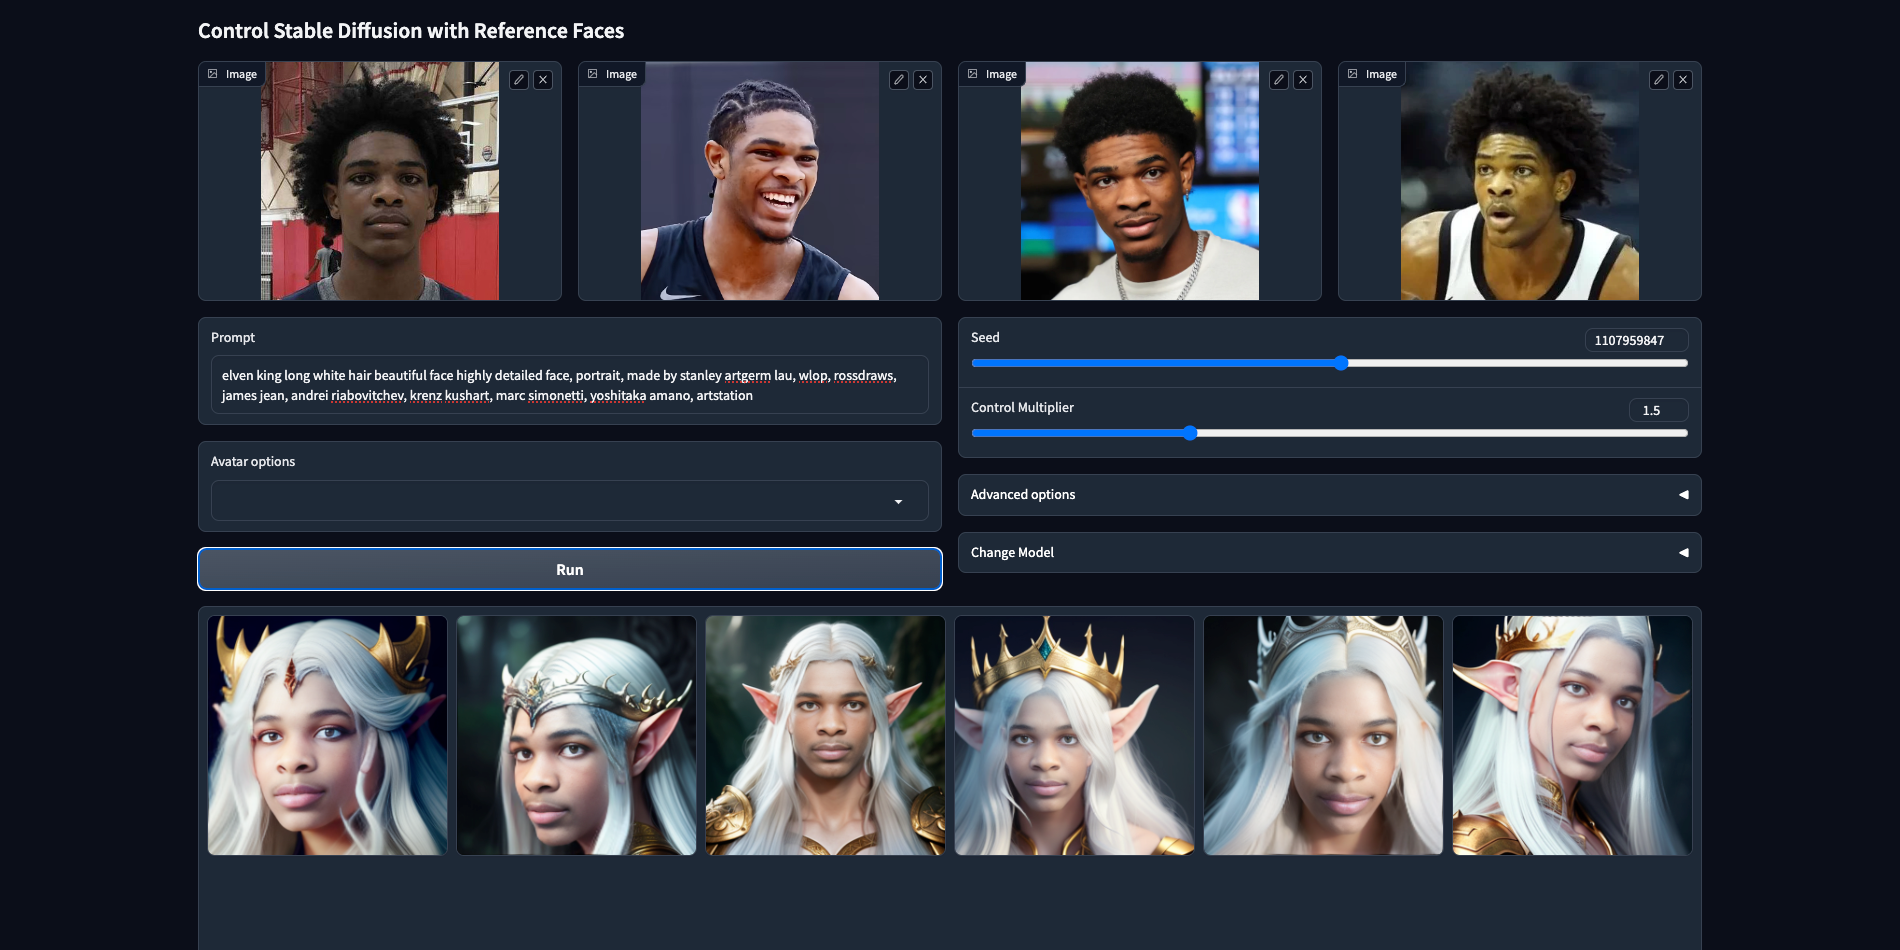 Control Stable Diffusion with Reference Faces
Image
Image
Image
Image
Prompt
elven king long white hair beautiful face highly detailed face, portrait, made by stanley artgerm lau, wlop, rossdraws,
james jean, andrei riabovitchev, krenz kushart, marc simonetti, yoshitaka amano, artstation
Seed
1107959847
Control Multiplier
1.5
Avatar options
Advanced options
Change Model
Run